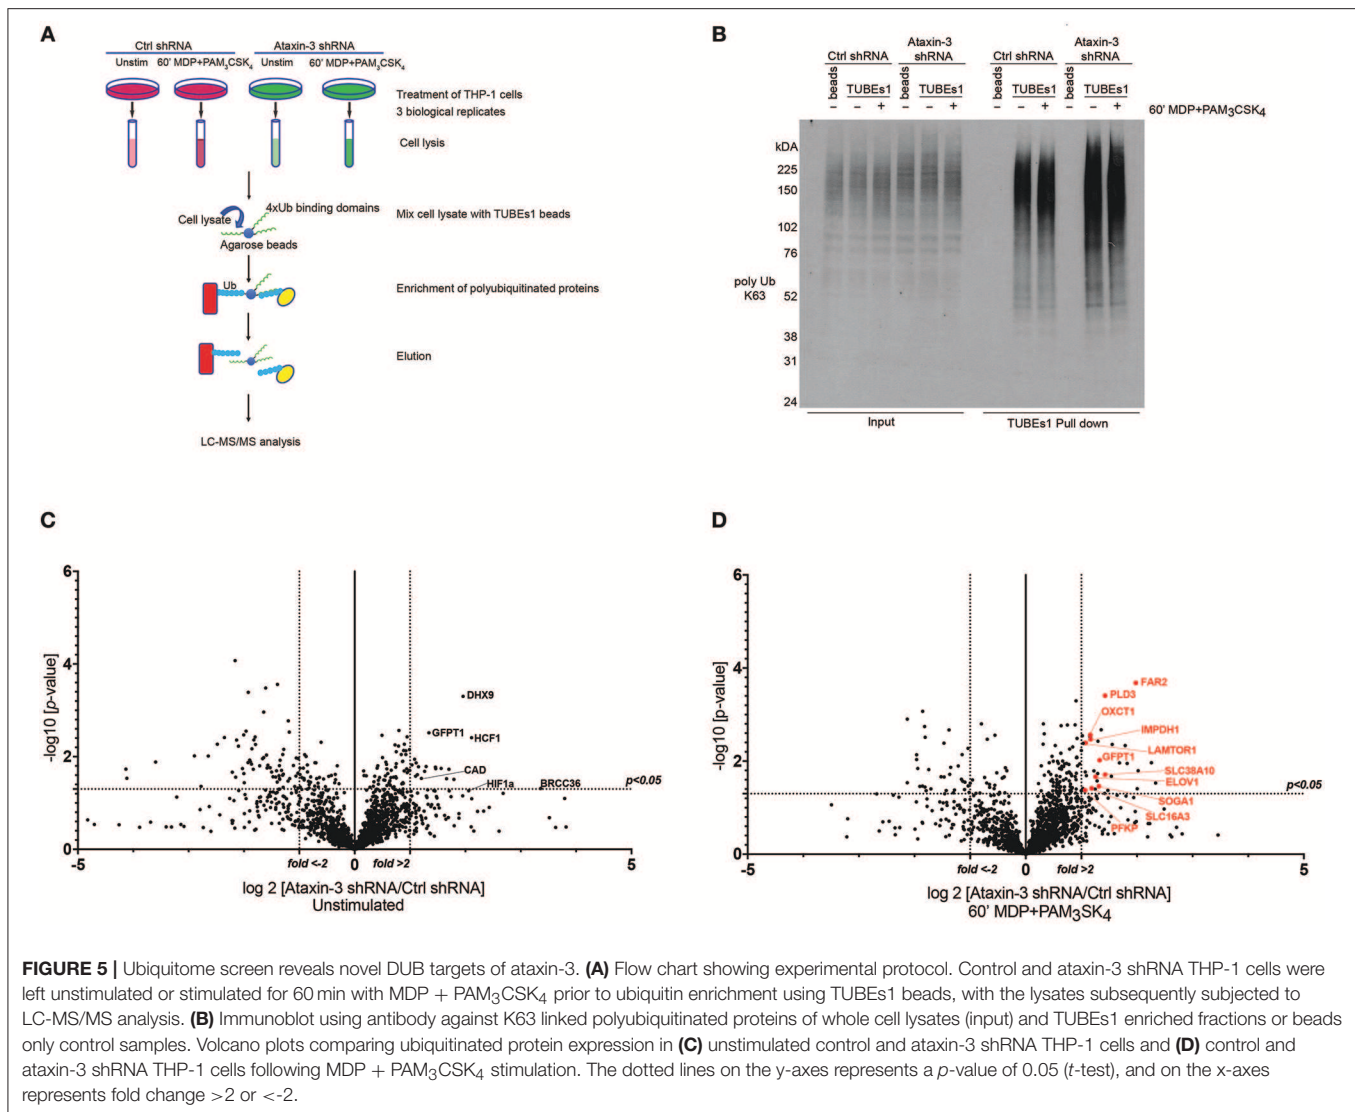 A
Ctrl shRNA
Ataxin-3 shRNA
Unstim
60' MDP+PAM₃CSK₄
Unstim
60' MDP+PAM₃CSK₄
Treatment of THP-1 cells
3 biological replicates
Cell lysis
Cell lysate
4xUb binding domains
Mix cell lysate with TUBEs1 beads
Agarose beads
Ub
Enrichment of polyubiquitinated proteins
Elution
LC-MS/MS analysis
B
Ctrl shRNA
Ataxin-3
shRNA
Ctrl shRNA
Ataxin-3
shRNA
beads
TUBEs1
beads
TUBEs1
beads
TUBEs1
beads
TUBEs1
– + – + – + – +
60' MDP+PAM₃CSK₄
kDA
225
150
102
76
poly Ub
K63
52
38
31
24
Input
TUBEs1 Pull down
C
6
4
2
0
-log10 [p-value]
DHX9
GFPT1
HCF1
CAD
HIF1a
BRCC36
p<0.05
-5
fold <-2
0
fold >2
5
log 2 [Ataxin-3 shRNA/Ctrl shRNA]
Unstimulated
D
6
4
2
0
-log10 [p-value]
FAR2
PLD3
OXCT1
IMPDH1
LAMTOR1
GFPT1
SLC38A10
ELOV1
SOGA1
SLC16A3
PFKP
p<0.05
-5
fold <-2
0
fold >2
5
log 2 [Ataxin-3 shRNA/Ctrl shRNA]
60' MDP+PAM₃SK₄
FIGURE 5 | Ubiquitome screen reveals novel DUB targets of ataxin-3. (A) Flow chart showing experimental protocol. Control and ataxin-3 shRNA THP-1 cells were
left unstimulated or stimulated for 60 min with MDP + PAM₃CSK₄ prior to ubiquitin enrichment using TUBEs1 beads, with the lysates subsequently subjected to
LC-MS/MS analysis. (B) Immunoblot using antibody against K63 linked polyubiquitinated proteins of whole cell lysates (input) and TUBEs1 enriched fractions or beads
only control samples. Volcano plots comparing ubiquitinated protein expression in (C) unstimulated control and ataxin-3 shRNA THP-1 cells and (D) control and
ataxin-3 shRNA THP-1 cells following MDP + PAM₃CSK₄ stimulation. The dotted lines on the y-axes represents a p-value of 0.05 (t-test), and on the x-axes
represents fold change >2 or <-2.